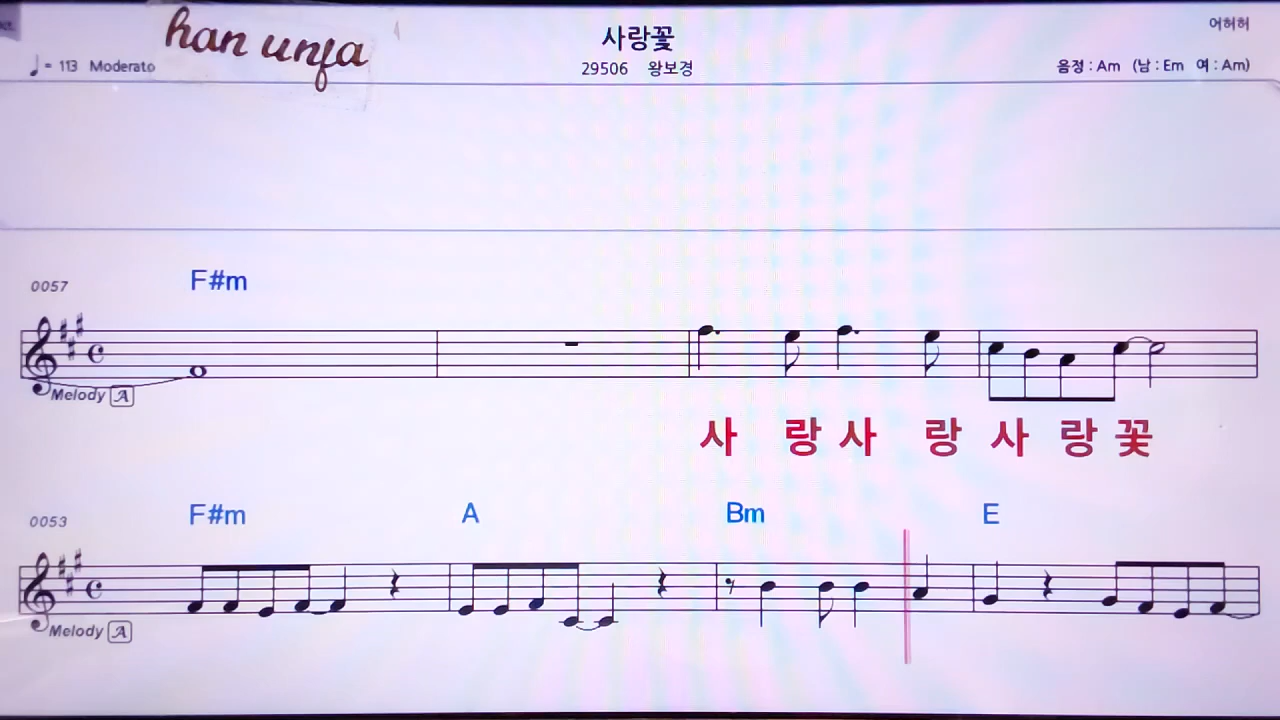 han unfa
사랑꽃
어허허
♩= 113 Moderato
29506 왕보경
음정 : Am (남 : Em 여 : Am)
0057
F#m
Melody A
사 랑 사 랑 사 랑 꽃
0053
F#m A Bm E
Melody A